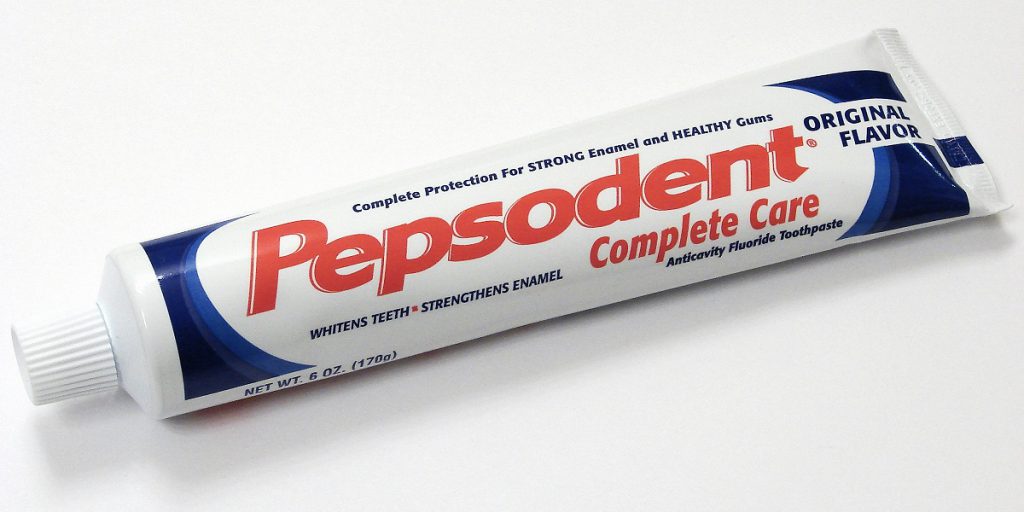 Complete Protection For STRONG Enamel and HEALTHY Gums
Pepsodent®
Complete Care
Anticavity Fluoride Toothpaste
WHITENS TEETH ▪ STRENGTHENS ENAMEL
NET WT. 6 OZ. (170g)
ORIGINAL
FLAVOR